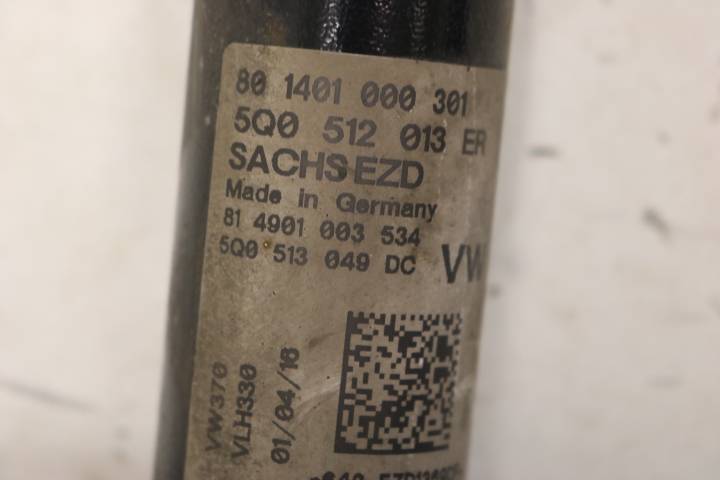 80 1401 000 301
5Q0 512 013 ER
SACHS EZD
Made in Germany
81 4901 003 534
5Q0 513 049 DC
VW
VW370
VLH330
01/04/16